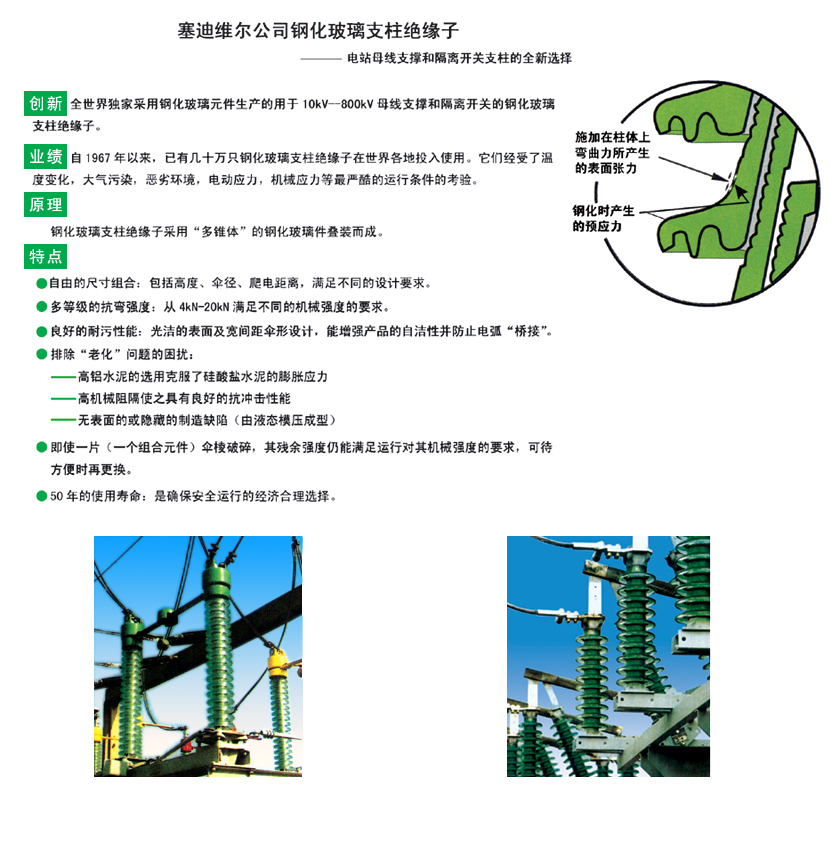 塞迪维尔公司钢化玻璃支柱绝缘子
——— 电站母线支撑和隔离开关支柱的全新选择
创新 全世界独家采用钢化玻璃元件生产的用于 10kV--800kV 母线支撑和隔离开关的钢化玻璃
支柱绝缘子。
业绩 自 1967 年以来，已有几十万只钢化玻璃支柱绝缘子在世界各地投入使用。它们经受了温
度变化，大气污染，恶劣环境，电动应力，机械应力等最严酷的运行条件的考验。
原理
钢化玻璃支柱绝缘子采用“多锥体”的钢化玻璃件叠装而成。
特点
●自由的尺寸组合：包括高度、伞径、爬电距离，满足不同的设计要求。
●多等级的抗弯强度：从 4kN-20kN 满足不同的机械强度的要求。
●良好的耐污性能：光洁的表面及宽间距伞形设计，能增强产品的自洁性并防止电弧“桥接”。
●排除“老化”问题的困扰：
——高铝水泥的选用克服了硅酸盐水泥的膨胀应力
——高机械阻隔使之具有良好的抗冲击性能
——无表面的或隐藏的制造缺陷（由液态模压成型）
●即使一片（一个组合元件）伞棱破碎，其残余强度仍能满足运行对其机械强度的要求，可待
方便时再更换。
●50 年的使用寿命：是确保安全运行的经济合理选择。
施加在柱体上
弯曲力所产生
的表面张力
钢化时产生
的预应力